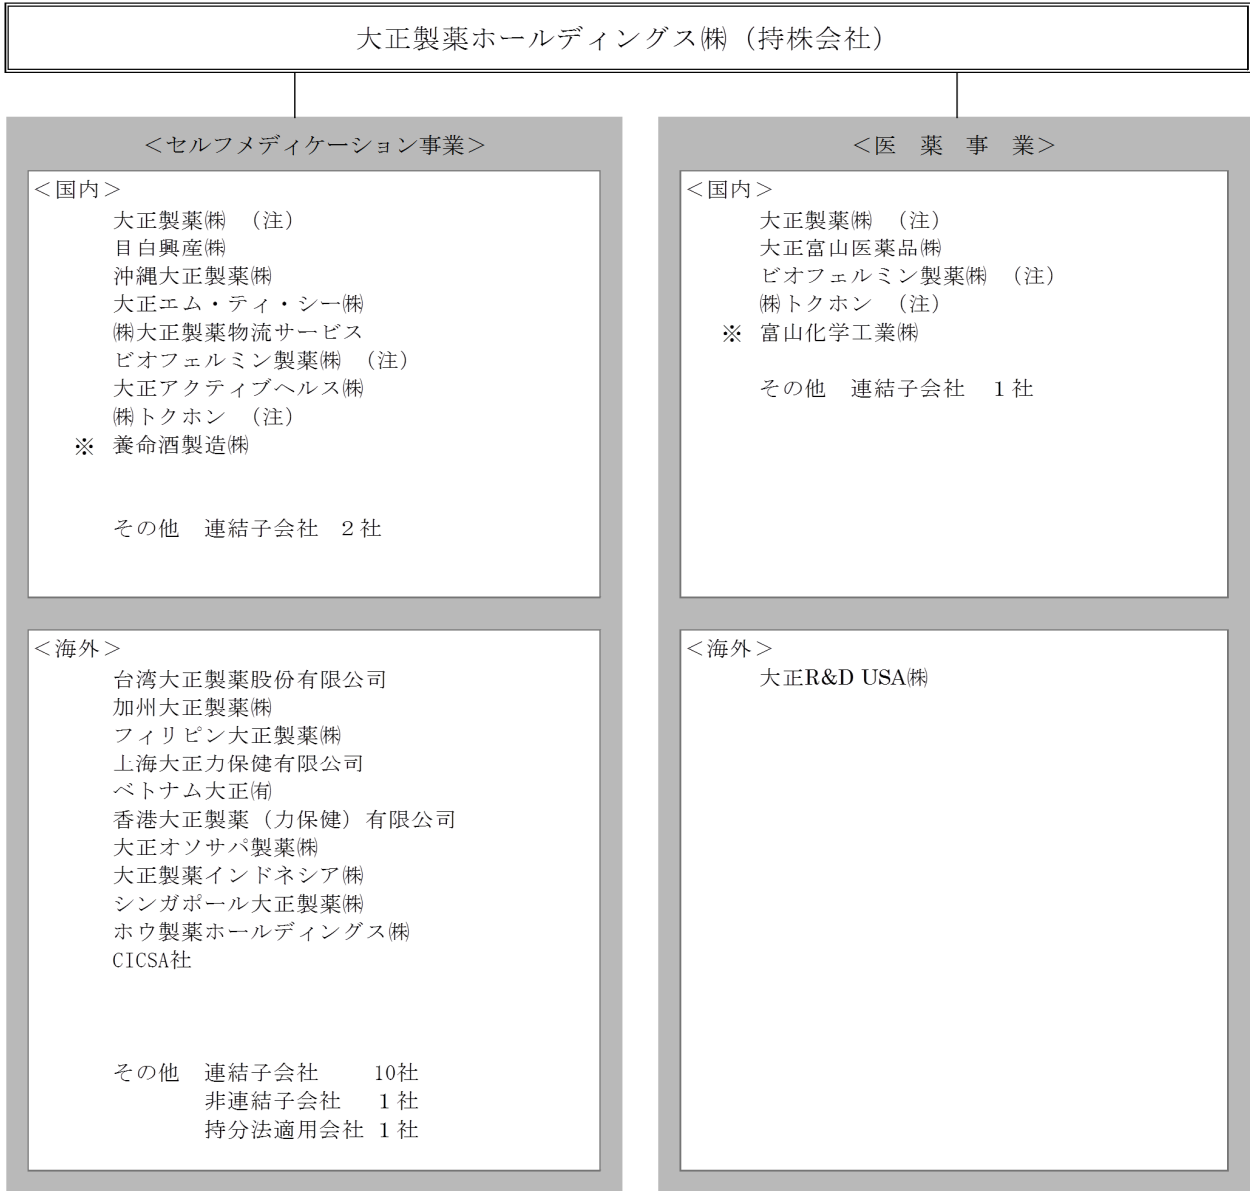 大正製薬ホールディングス㈱（持株会社）
＜セルフメディケーション事業＞
＜国内＞
大正製薬㈱　（注）
目白興産㈱
沖縄大正製薬㈱
大正エム・ティ・シー㈱
㈱大正製薬物流サービス
ビオフェルミン製薬㈱　（注）
大正アクティブヘルス㈱
㈱トクホン　（注）
※　養命酒製造㈱
その他　連結子会社　２社
＜海外＞
台湾大正製薬股份有限公司
加州大正製薬㈱
フィリピン大正製薬㈱
上海大正力保健有限公司
ベトナム大正㈲
香港大正製薬（力保健）有限公司
大正オソサパ製薬㈱
大正製薬インドネシア㈱
シンガポール大正製薬㈱
ホウ製薬ホールディングス㈱
CICSA社
その他　連結子会社　10社
非連結子会社　１社
持分法適用会社　１社
＜医　薬　事　業＞
＜国内＞
大正製薬㈱　（注）
大正富山医薬品㈱
ビオフェルミン製薬㈱　（注）
㈱トクホン　（注）
※　富山化学工業㈱
その他　連結子会社　１社
＜海外＞
大正R&D USA㈱